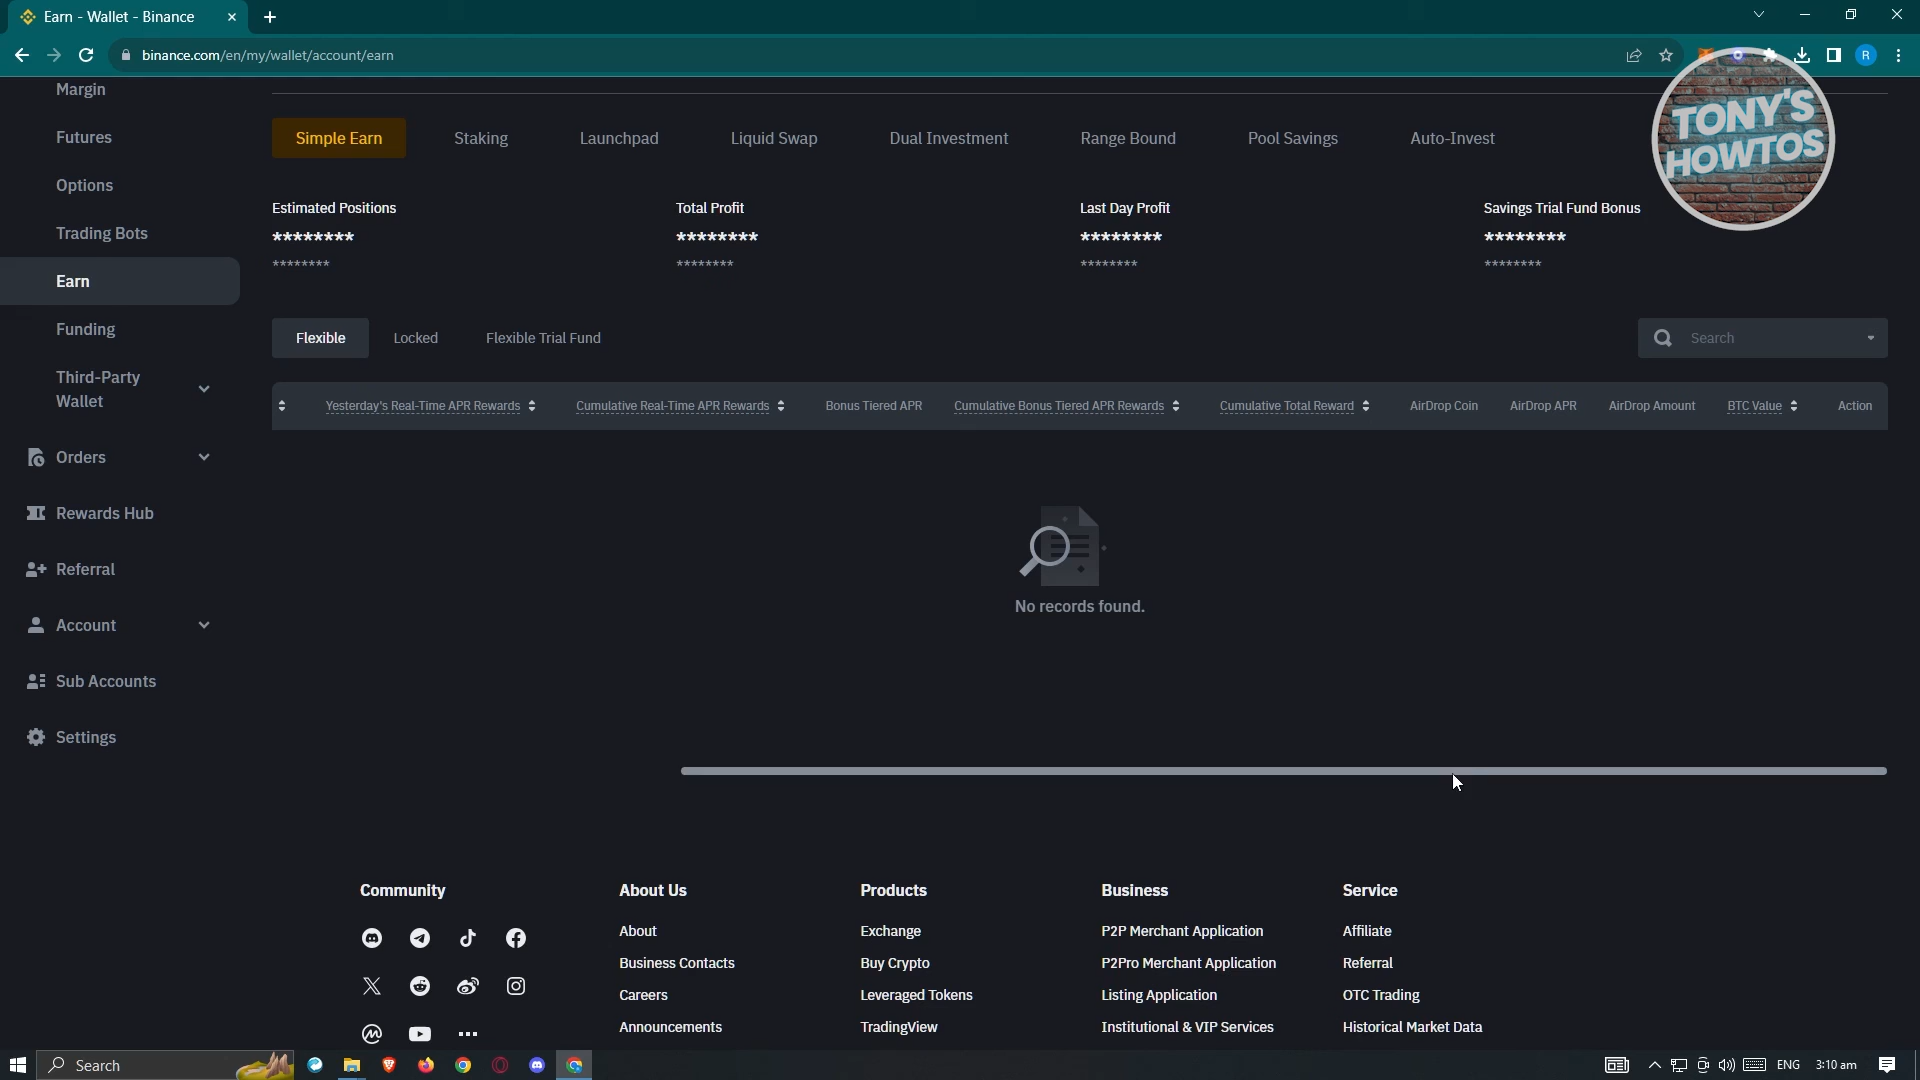 Earn - Wallet - Binance
binance.com/en/my/wallet/account/earn
R
TONY'S
HOWTOS
Margin
Futures
Options
Trading Bots
Earn
Funding
Third-Party
Wallet
Orders
Rewards Hub
Referral
Account
Sub Accounts
Settings
Simple Earn Staking Launchpad Liquid Swap Dual Investment Range Bound Pool Savings Auto-Invest
Estimated Positions Total Profit Last Day Profit Savings Trial Fund Bonus
******** ******** ******** ********
******** ******** ******** ********
Flexible Locked Flexible Trial Fund Search
Yesterday's Real-Time APR Rewards Cumulative Real-Time APR Rewards Bonus Tiered APR Cumulative Bonus Tiered APR Rewards Cumulative Total Reward AirDrop Coin AirDrop APR AirDrop Amount BTC Value Action
No records found.
Community About Us Products Business Service
About Exchange P2P Merchant Application Affiliate
Business Contacts Buy Crypto P2Pro Merchant Application Referral
Careers Leveraged Tokens Listing Application OTC Trading
Announcements TradingView Institutional & VIP Services Historical Market Data
Search ENG 3:10 am